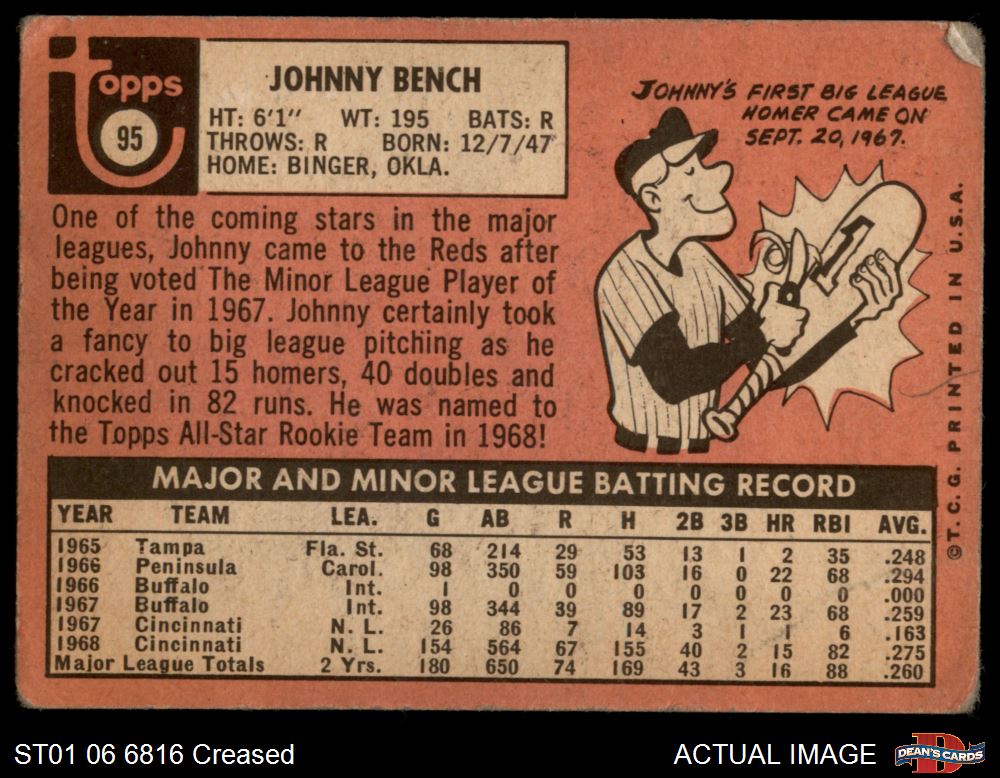 Topps
95
JOHNNY BENCH
HT: 6'1" WT: 195 BATS: R
THROWS: R BORN: 12/7/47
HOME: BINGER, OKLA.
JOHNNY'S FIRST BIG LEAGUE
HOMER CAME ON
SEPT. 20, 1967.
1
One of the coming stars in the major
leagues, Johnny came to the Reds after
being voted The Minor League Player of
the Year in 1967. Johnny certainly took
a fancy to big league pitching as he
cracked out 15 homers, 40 doubles and
knocked in 82 runs. He was named to
the Topps All-Star Rookie Team in 1968!
©T. C. G. PRINTED IN U.S.A.
MAJOR AND MINOR LEAGUE BATTING RECORD
YEAR TEAM LEA. G AB R H 2B 3B HR RBI AVG.
1965 Tampa Fla. St. 68 214 29 53 13 1 2 35 .248
1966 Peninsula Carol. 98 350 59 103 16 0 22 68 .294
1966 Buffalo Int. 1 0 0 0 0 0 0 0 .000
1967 Buffalo Int. 98 344 39 89 17 2 23 68 .259
1967 Cincinnati N. L. 26 86 7 14 3 1 1 6 .163
1968 Cincinnati N. L. 154 564 67 155 40 2 15 82 .275
Major League Totals 2 Yrs. 180 650 74 169 43 3 16 88 .260
ST01 06 6816 Creased
ACTUAL IMAGE
DEAN'S CARDS